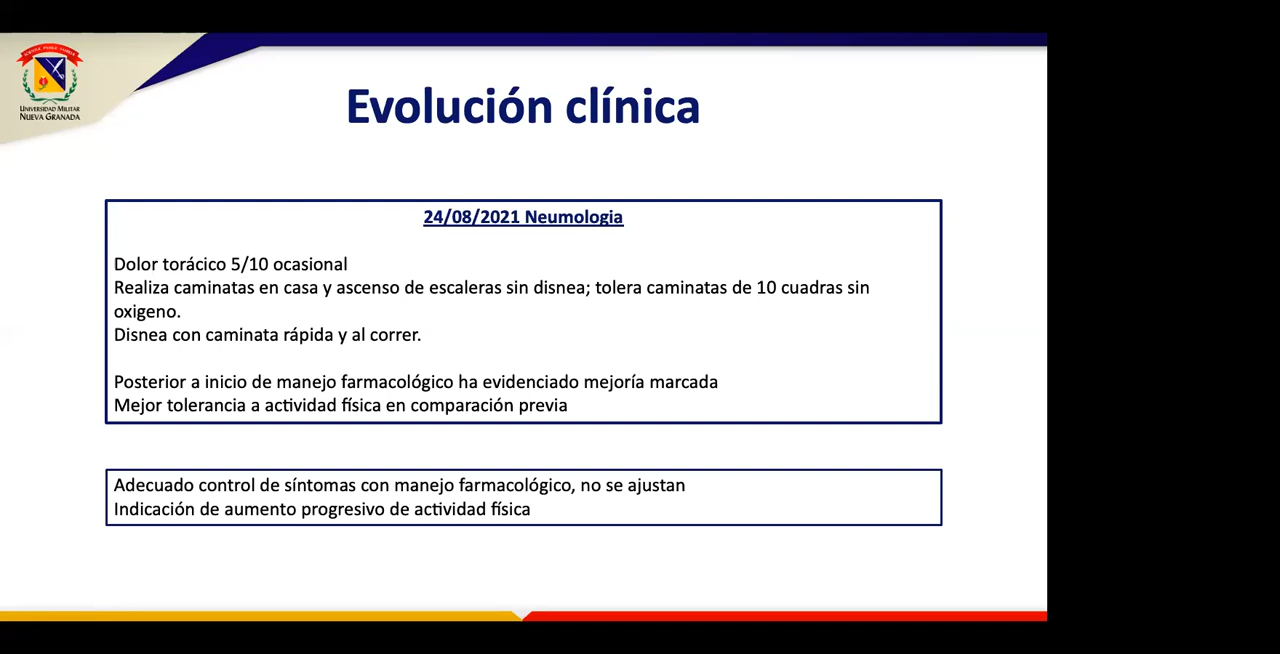 UNIVERSIDAD MILITAR
NUEVA GRANADA
Evolución clínica
24/08/2021 Neumologia
Dolor torácico 5/10 ocasional
Realiza caminatas en casa y ascenso de escaleras sin disnea; tolera caminatas de 10 cuadras sin
oxigeno.
Disnea con caminata rápida y al correr.
Posterior a inicio de manejo farmacológico ha evidenciado mejoría marcada
Mejor tolerancia a actividad física en comparación previa
Adecuado control de síntomas con manejo farmacológico, no se ajustan
Indicación de aumento progresivo de actividad física